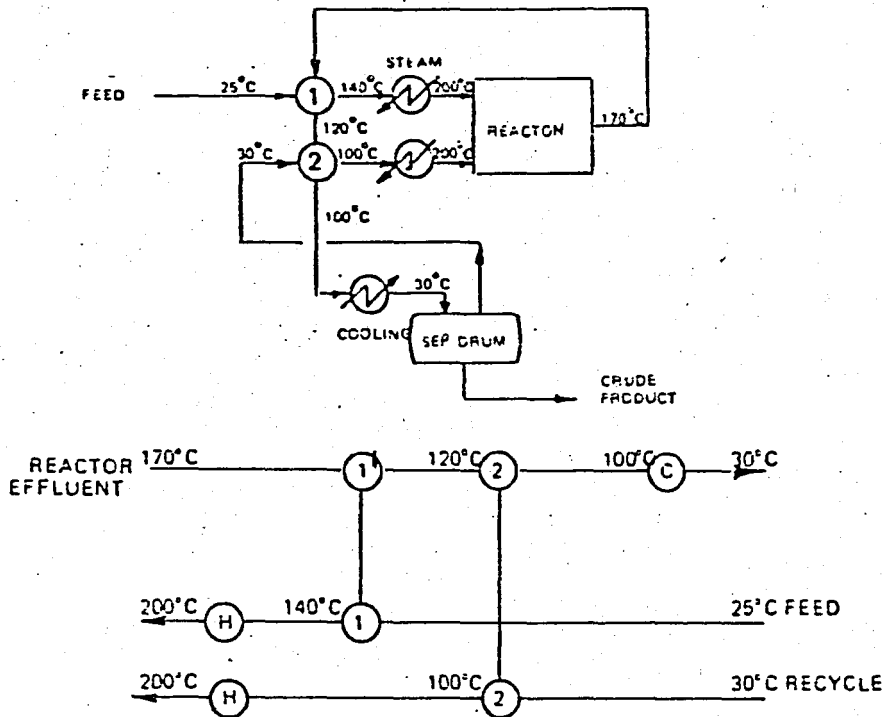 STEAM
FEED 25°C 1 140°C 200°C
REACTOR 170°C
120°C
30°C 2 100°C 200°C
100°C
30°C
COOLING SEP DRUM
CRUDE
PRODUCT
REACTOR
EFFLUENT
170°C 1 120°C 2 100°C C 30°C
200°C H 140°C 1 25°C FEED
200°C H 100°C 2 30°C RECYCLE